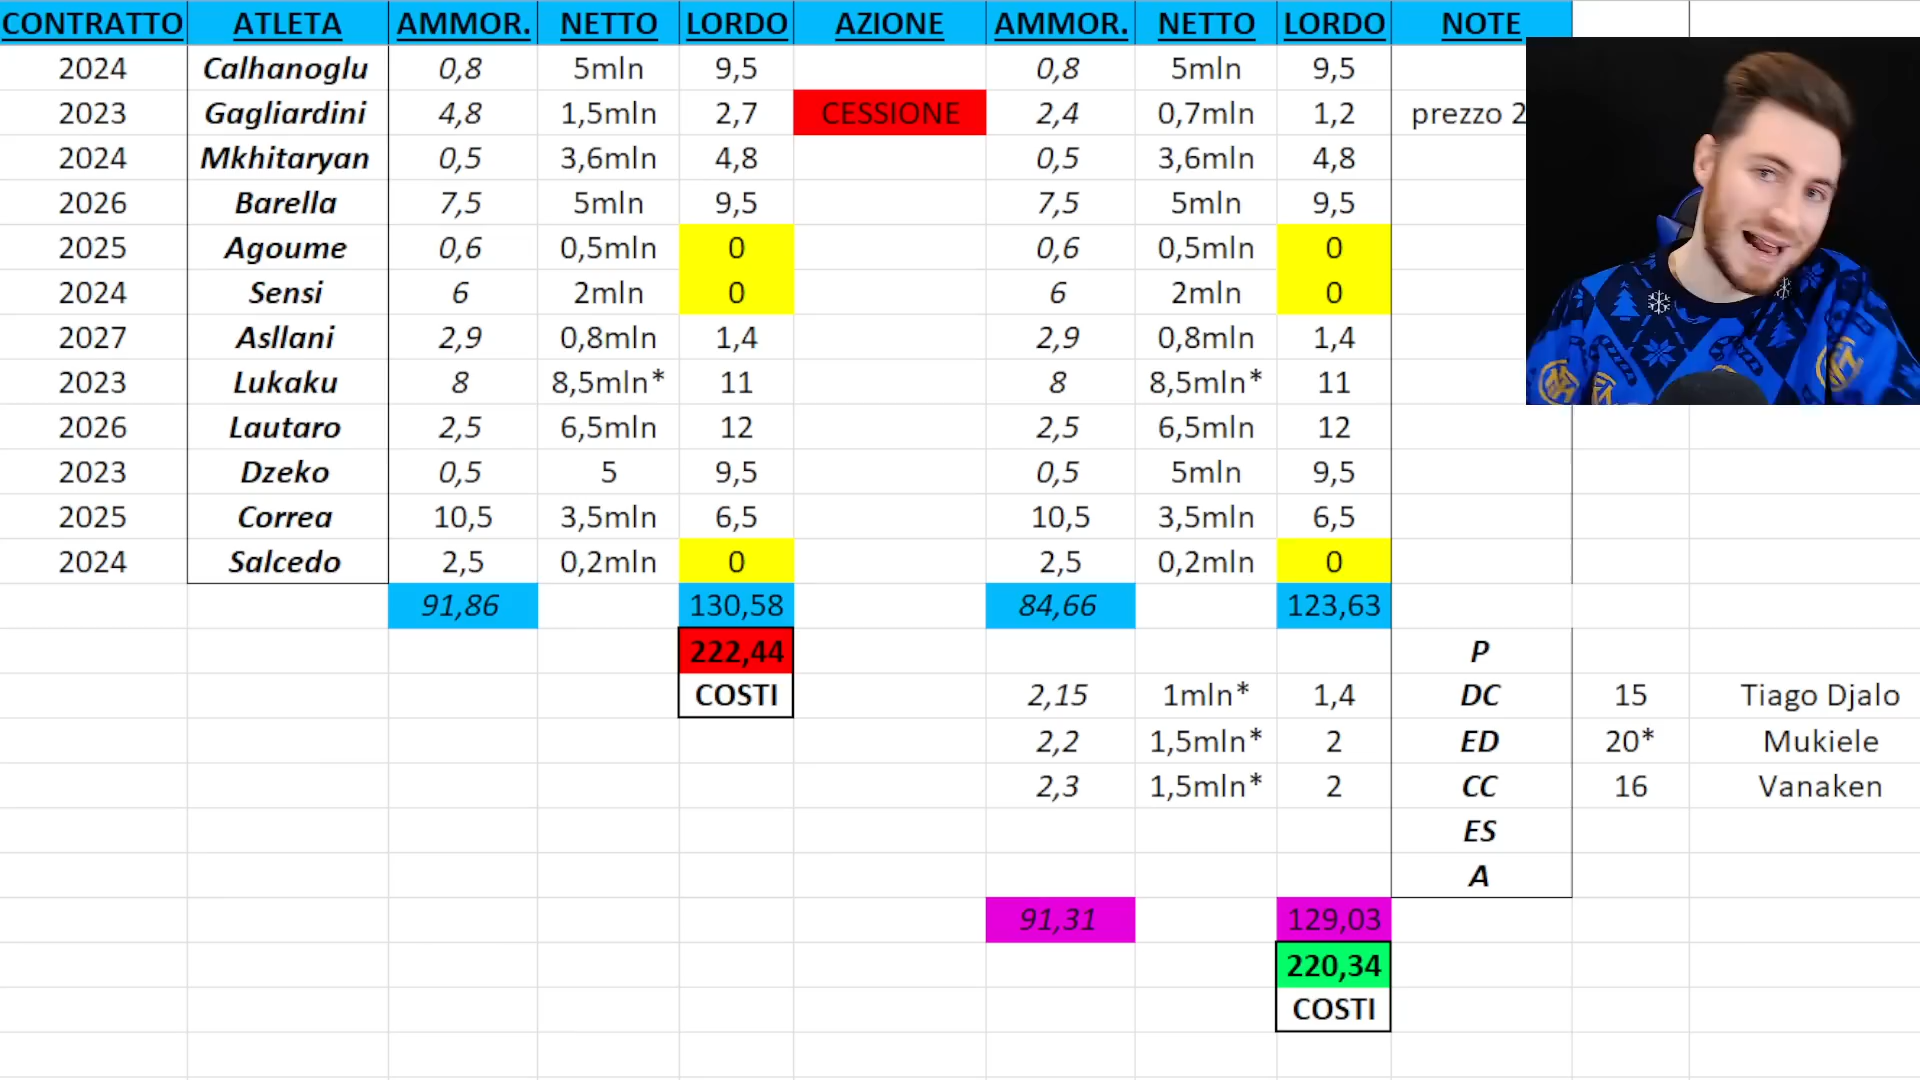 CONTRATTO ATLETA AMMOR. NETTO LORDO AZIONE AMMOR. NETTO LORDO NOTE
2024 Calhanoglu 0,8 5mln 9,5 0,8 5mln 9,5
2023 Gagliardini 4,8 1,5mln 2,7 CESSIONE 2,4 0,7mln 1,2 prezzo 2
2024 Mkhitaryan 0,5 3,6mln 4,8 0,5 3,6mln 4,8
2026 Barella 7,5 5mln 9,5 7,5 5mln 9,5
2025 Agoume 0,6 0,5mln 0 0,6 0,5mln 0
2024 Sensi 6 2mln 0 6 2mln 0
2027 Asllani 2,9 0,8mln 1,4 2,9 0,8mln 1,4
2023 Lukaku 8 8,5mln* 11 8 8,5mln* 11
2026 Lautaro 2,5 6,5mln 12 2,5 6,5mln 12
2023 Dzeko 0,5 5 9,5 0,5 5mln 9,5
2025 Correa 10,5 3,5mln 6,5 10,5 3,5mln 6,5
2024 Salcedo 2,5 0,2mln 0 2,5 0,2mln 0
91,86 130,58 84,66 123,63
222,44 P
COSTI 2,15 1mln* 1,4 DC 15 Tiago Djalo
2,2 1,5mln* 2 ED 20* Mukiele
2,3 1,5mln* 2 CC 16 Vanaken
ES
A
91,31 129,03
220,34
COSTI